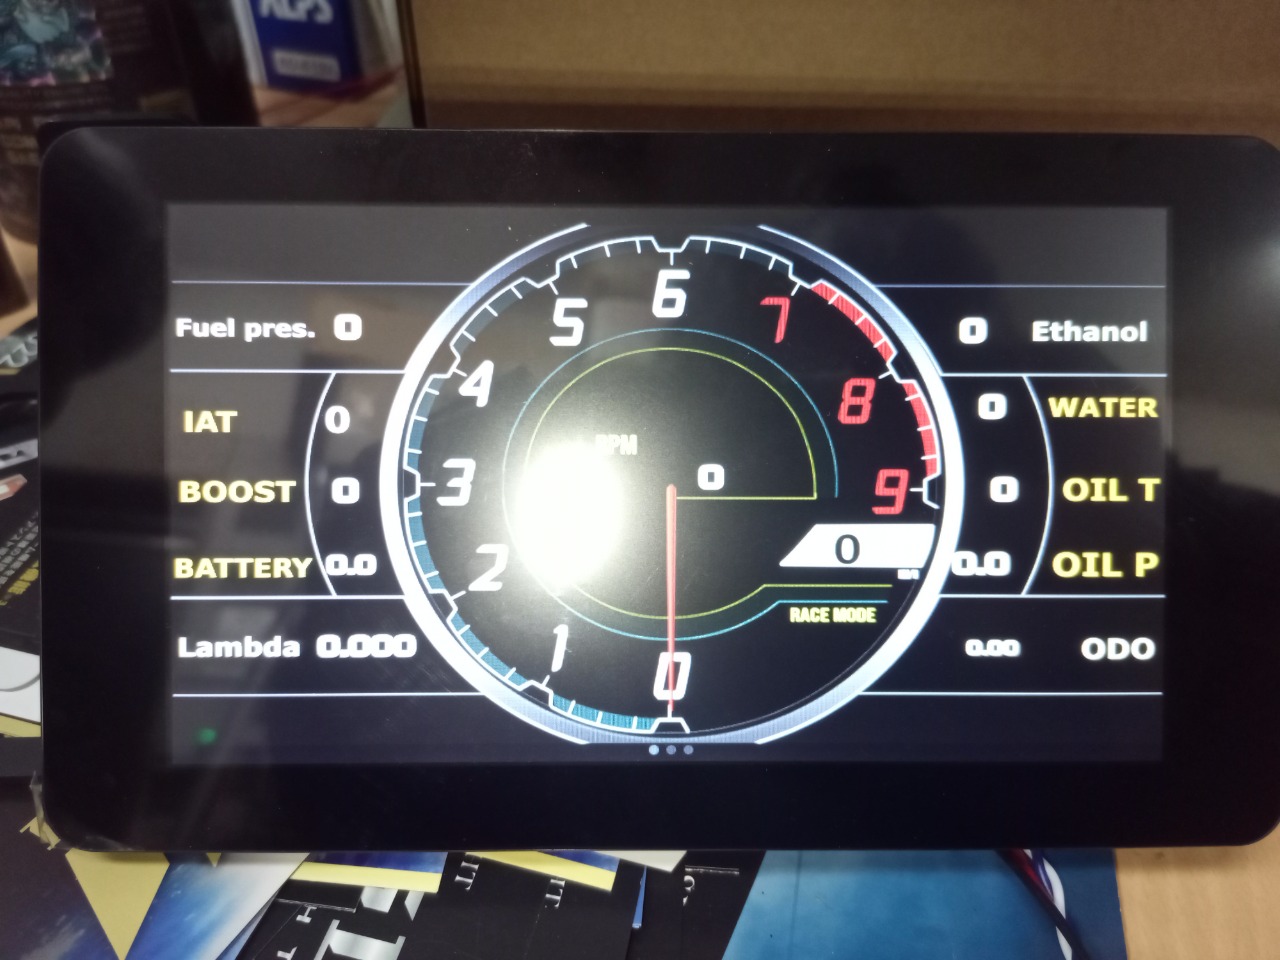 ALPS
Fuel pres. 0
IAT 0
BOOST 0
BATTERY 0.0
Lambda 0.000
0
1
2
3
4
5
6
7
8
9
RPM
0
0
RACE MODE
0 Ethanol
0 WATER
0 OIL T
0.0 OIL P
0.00 ODO
IT
IT